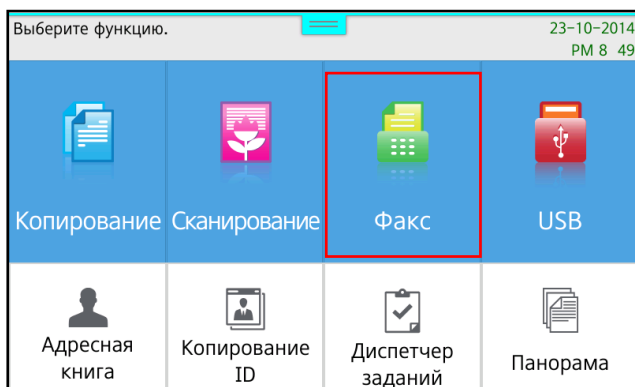 Выберите функцию.
23-10-2014
PM 8 49
Копирование
Сканирование
Факс
USB
Адресная
книга
Копирование
ID
Диспетчер
заданий
Панорама